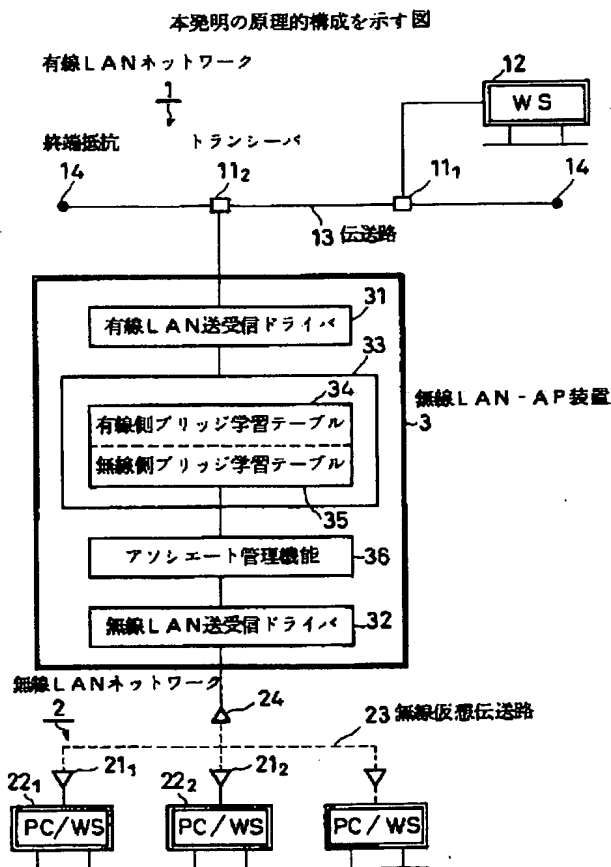 本発明の原理的構成を示す図
有線LANネットワーク
1
12
WS
終端抵抗
トランシーバ
14
11₂
11₁
14
13 伝送路
31
有線LAN送受信ドライバ
33
34
有線側ブリッジ学習テーブル
無線LAN-AP装置
3
無線側ブリッジ学習テーブル
35
アソシエート管理機能
36
無線LAN送受信ドライバ
32
無線LANネットワーク
24
2
23 無線仮想伝送路
21₁
21₂
22₁
22₂
PC/WS
PC/WS
PC/WS